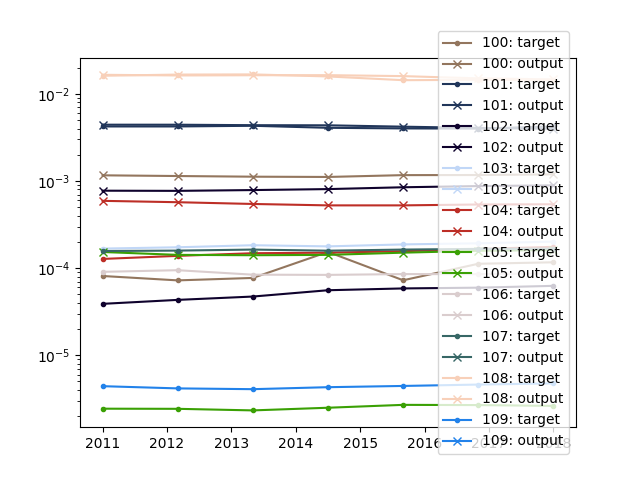 10⁻²
10⁻³
10⁻⁴
10⁻⁵
2011 2012 2013 2014 2015 2016 2017 2018
100: target
100: output
101: target
101: output
102: target
102: output
103: target
103: output
104: target
104: output
105: target
105: output
106: target
106: output
107: target
107: output
108: target
108: output
109: target
109: output